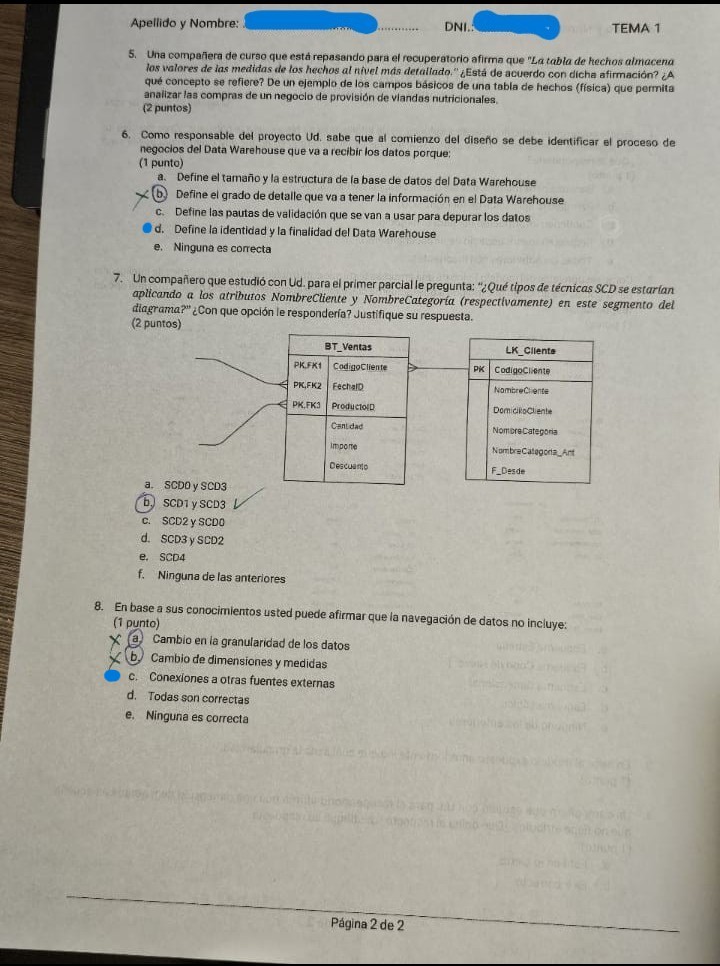 Apellido y Nombre: ............ DNI.: TEMA 1
5. Una compañera de curso que está repasando para el recuperatorio afirma que "La tabla de hechos almacena
los valores de las medidas de los hechos al nivel más detallado." ¿Está de acuerdo con dicha afirmación? ¿A
qué concepto se refiere? De un ejemplo de los campos básicos de una tabla de hechos (física) que permita
analizar las compras de un negocio de provisión de viandas nutricionales.
(2 puntos)
6. Como responsable del proyecto Ud. sabe que al comienzo del diseño se debe identificar el proceso de
negocios del Data Warehouse que va a recibir los datos porque:
(1 punto)
a. Define el tamaño y la estructura de la base de datos del Data Warehouse
b. Define el grado de detalle que va a tener la información en el Data Warehouse
c. Define las pautas de validación que se van a usar para depurar los datos
d. Define la identidad y la finalidad del Data Warehouse
e. Ninguna es correcta
7. Un compañero que estudió con Ud. para el primer parcial le pregunta: "¿Qué tipos de técnicas SCD se estarían
aplicando a los atributos NombreCliente y NombreCategoría (respectivamente) en este segmento del
diagrama?" ¿Con que opción le respondería? Justifique su respuesta.
(2 puntos)
BT_Ventas
PK,FK1 CodigoCliente
PK,FK2 FechaID
PK,FK3 ProductoID
Cantidad
Importe
Descuento
LK_Cliente
PK CodigoCliente
NombreCliente
DomicilioCliente
NombreCategoria
NombreCategoria_Ant
F_Desde
a. SCD0 y SCD3
b. SCD1 y SCD3
c. SCD2 y SCD0
d. SCD3 y SCD2
e. SCD4
f. Ninguna de las anteriores
8. En base a sus conocimientos usted puede afirmar que la navegación de datos no incluye:
(1 punto)
a. Cambio en la granularidad de los datos
b. Cambio de dimensiones y medidas
c. Conexiones a otras fuentes externas
d. Todas son correctas
e. Ninguna es correcta
Página 2 de 2